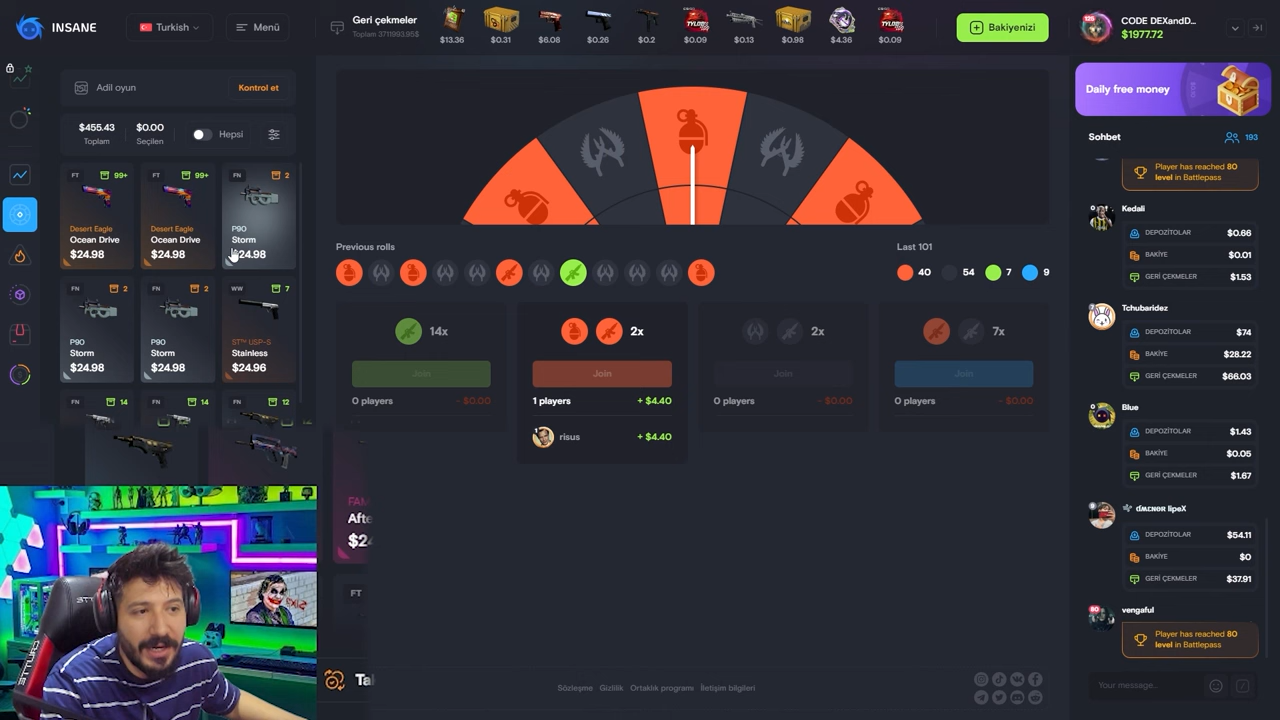 INSANE
Turkish
Menü
Geri çekmeler
Toplam 3711993.95$
$13.36
$0.31
$6.08
$0.26
$0.2
$0.09
$0.13
$0.98
$4.36
$0.09
Bakiyenizi
125
CODE DEXandD...
$1977.72
Adil oyun
Kontrol et
$455.43
Toplam
$0.00
Seçilen
Hepsi
FT
99+
Desert Eagle
Ocean Drive
$24.98
FT
99+
Desert Eagle
Ocean Drive
$24.98
FN
2
P90
Storm
$24.98
FN
2
P90
Storm
$24.98
FN
2
P90
Storm
$24.98
WW
7
ST™ USP-S
Stainless
$24.96
FN
14
FN
14
FN
12
FAM
Afte
$24
FT
Tal
Previous rolls
Last 101
40
54
7
9
14x
Join
0 players
- $0.00
2x
Join
1 players
+ $4.40
risus
+ $4.40
2x
Join
0 players
- $0.00
7x
Join
0 players
- $0.00
Sözleşme
Gizlilik
Ortaklık programı
İletişim bilgileri
Daily free money
Sohbet
193
Player has reached 80
level in Battlepass
Kedali
DEPOZİTOLAR
$0.66
BAKİYE
$0.01
GERİ ÇEKMELER
$1.53
Tchubaridez
DEPOZİTOLAR
$74
BAKİYE
$28.22
GERİ ÇEKMELER
$66.03
Blue
DEPOZİTOLAR
$1.43
BAKİYE
$0.05
GERİ ÇEKMELER
$1.67
lipeX
DEPOZİTOLAR
$54.11
BAKİYE
$0
GERİ ÇEKMELER
$37.91
80
vengaful
Player has reached 80
level in Battlepass
Your message...